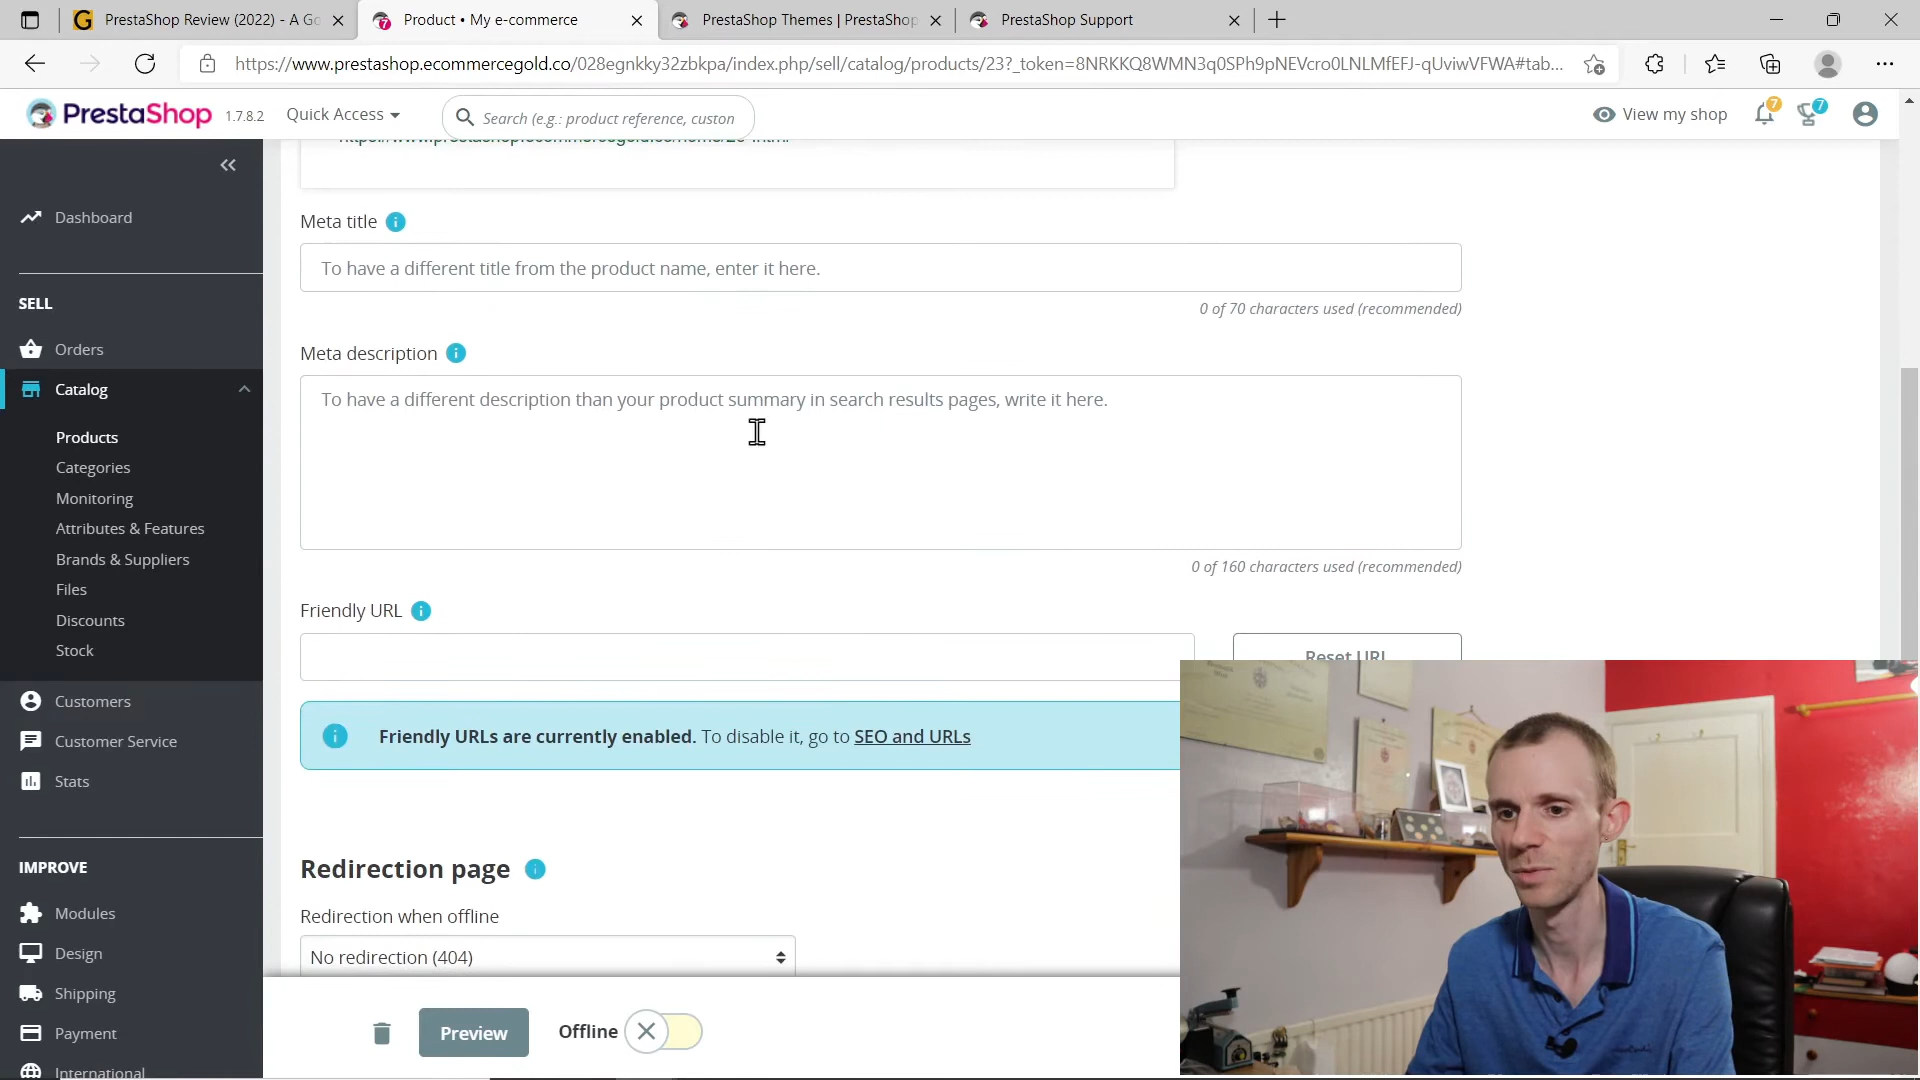 PrestaShop Review (2022) - A Go
Product • My e-commerce
PrestaShop Themes | PrestaShop
PrestaShop Support
https://www.prestashop.ecommercegold.co/028egnkky32zbkpa/index.php/sell/catalog/products/23?_token=8NRKKQ8WMN3q0SPh9pNEVcro0LNLMfEFJ-qUviwVFWA#tab...
PrestaShop 1.7.8.2
Quick Access
Search (e.g.: product reference, custon
View my shop
7
7
Dashboard
SELL
Orders
Catalog
Products
Categories
Monitoring
Attributes & Features
Brands & Suppliers
Files
Discounts
Stock
Customers
Customer Service
Stats
IMPROVE
Modules
Design
Shipping
Payment
International
Meta title
To have a different title from the product name, enter it here.
0 of 70 characters used (recommended)
Meta description
To have a different description than your product summary in search results pages, write it here.
0 of 160 characters used (recommended)
Friendly URL
Reset URL
Friendly URLs are currently enabled. To disable it, go to SEO and URLs
Redirection page
Redirection when offline
No redirection (404)
Preview
Offline